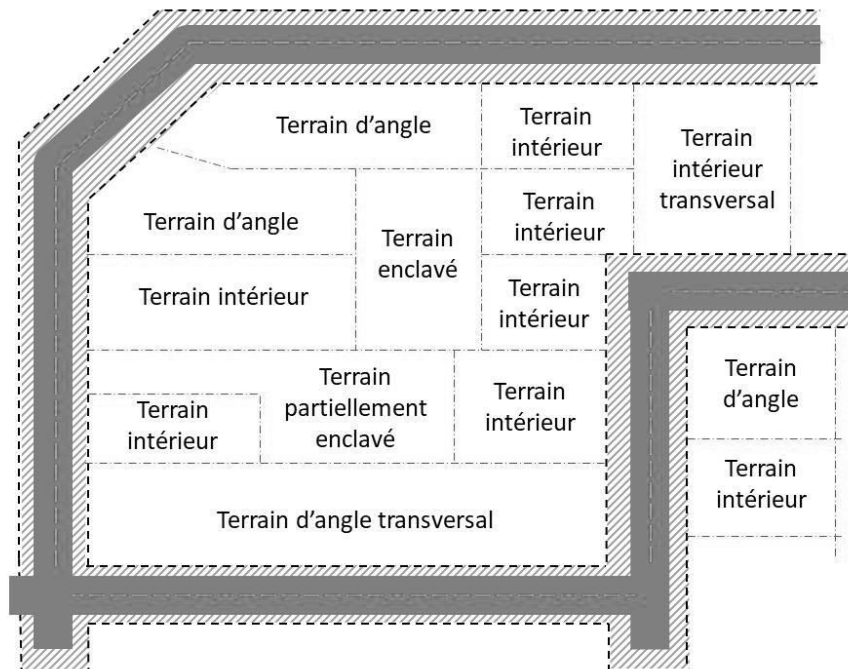 Terrain d'angle
Terrain
intérieur
Terrain
intérieur
transversal
Terrain d'angle
Terrain
enclavé
Terrain
intérieur
Terrain intérieur
Terrain
intérieur
Terrain
intérieur
Terrain
partiellement
enclavé
Terrain
intérieur
Terrain
d'angle
Terrain
intérieur
Terrain d'angle transversal